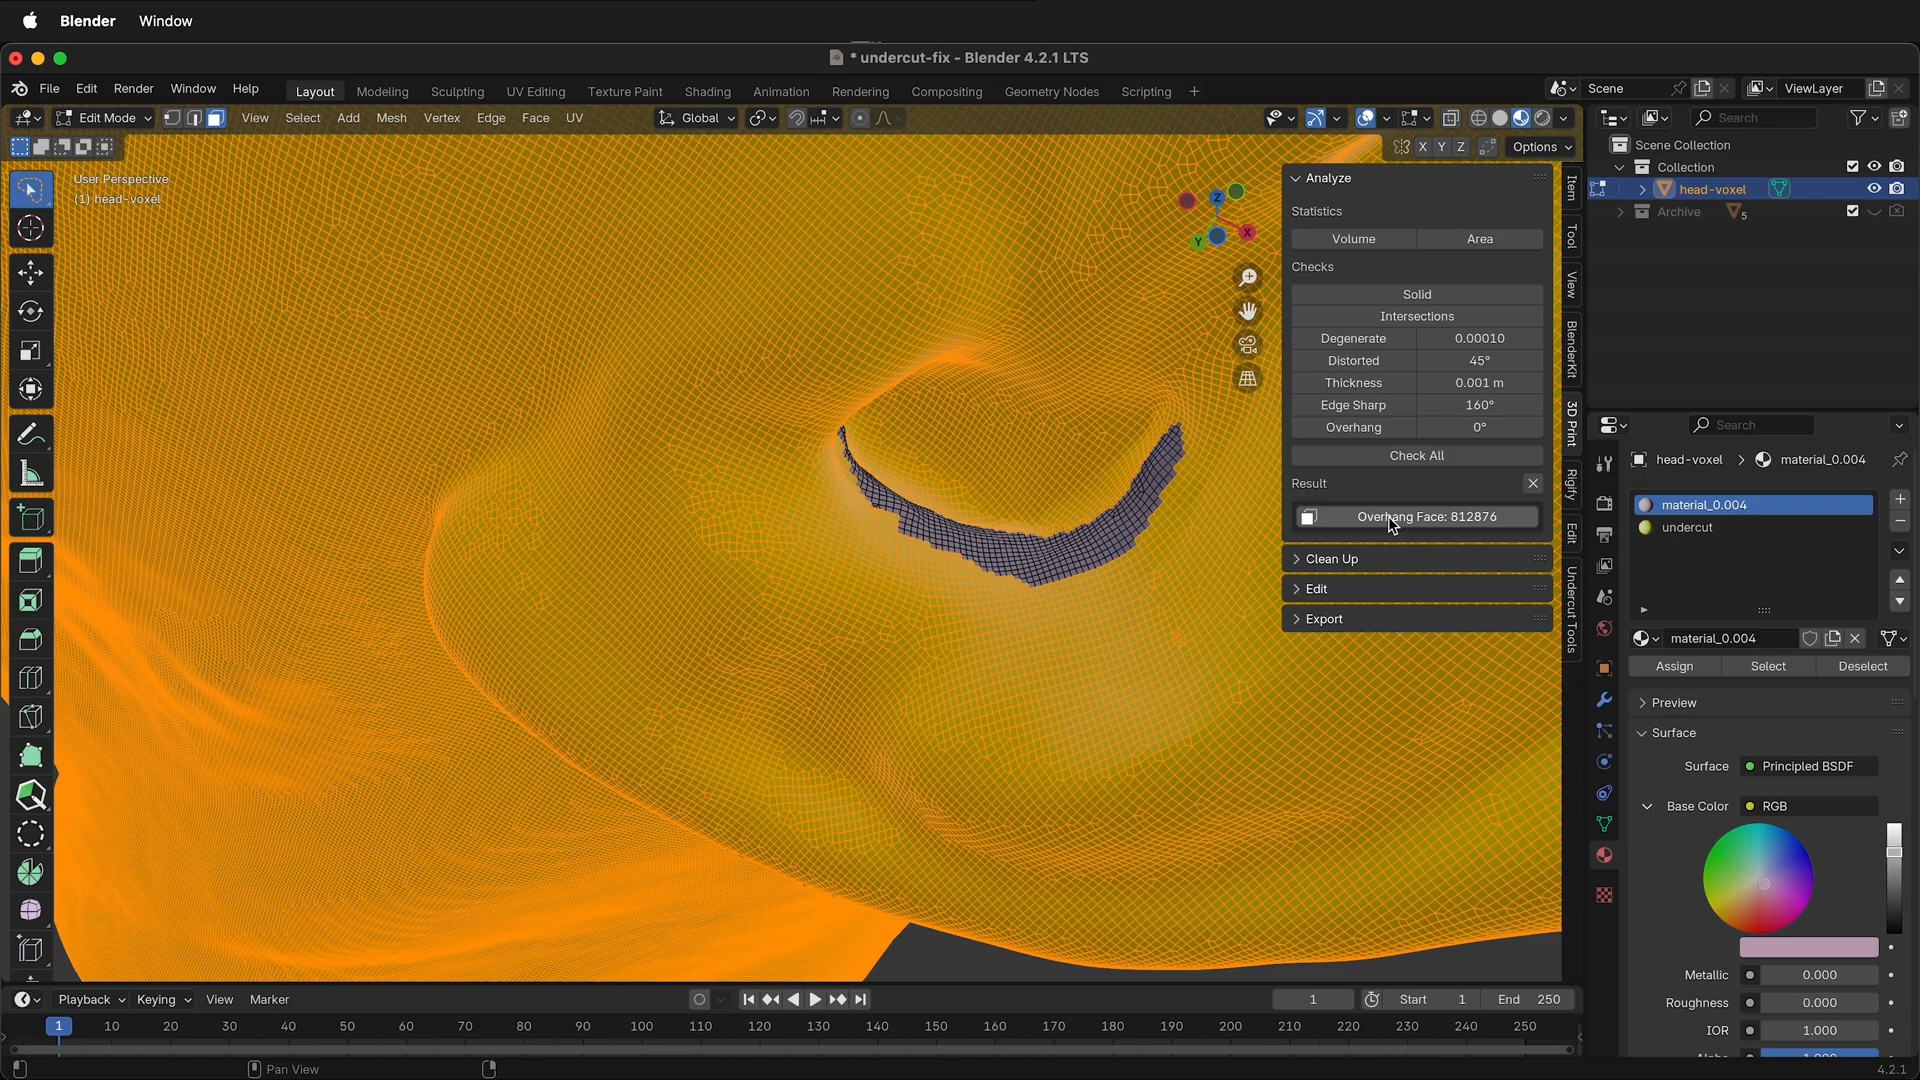 Blender Window
* undercut-fix - Blender 4.2.1 LTS
File Edit Render Window Help
Layout Modeling Sculpting UV Editing Texture Paint Shading Animation Rendering Compositing Geometry Nodes Scripting +
Scene
ViewLayer
Edit Mode
View Select Add Mesh Vertex Edge Face UV
Global
Search
X Y Z
Options
User Perspective
(1) head-voxel
Scene Collection
Collection
head-voxel
Archive 5
Z
X
Y
Analyze
Statistics
Volume Area
Checks
Solid
Intersections
Degenerate 0.00010
Distorted 45°
Thickness 0.001 m
Edge Sharp 160°
Overhang 0°
Check All
Result
Overhang Face: 812876
Clean Up
Edit
Export
Item
Tool
View
BlenderKit
3D Print
Rigify
Edit
Undercut Tools
Search
head-voxel > material_0.004
material_0.004
undercut
material_0.004
Assign Select Deselect
Preview
Surface
Surface Principled BSDF
Base Color RGB
Metallic 0.000
Roughness 0.000
IOR 1.000
Alpha 1.000
Playback Keying View Marker
1
Start 1
End 250
1 10 20 30 40 50 60 70 80 90 100 110 120 130 140 150 160 170 180 190 200 210 220 230 240 250
Pan View
4.2.1